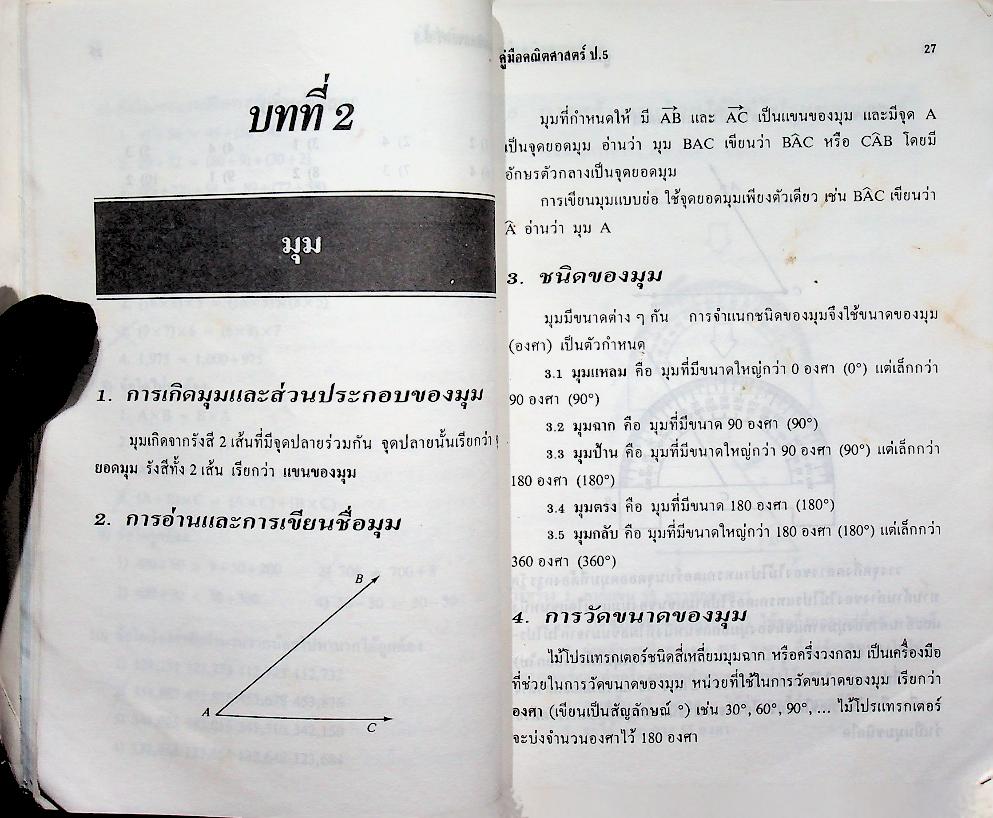 บทที่ 2
มุม
1. การเกิดมุมและส่วนประกอบของมุม
มุมเกิดจากรังสี 2 เส้นที่มีจุดปลายร่วมกัน จุดปลายนั้นเรียกว่า
ยอดมุม รังสีทั้ง 2 เส้น เรียกว่า แขนของมุม
2. การอ่านและการเขียนชื่อมุม
B
A
C
คู่มือคณิตศาสตร์ ป.5
27
มุมที่กำหนดให้ มี A͞B⃗ และ A͞C⃗ เป็นแขนของมุม และมีจุด A
เป็นจุดยอดมุม อ่านว่า มุม BAC เขียนว่า BÂC หรือ CÂB โดยมี
อักษรตัวกลางเป็นจุดยอดมุม
การเขียนมุมแบบย่อ ใช้จุดยอดมุมเพียงตัวเดียว เช่น BÂC เขียนว่า
Â อ่านว่า มุม A
3. ชนิดของมุม
มุมมีขนาดต่าง ๆ กัน การจำแนกชนิดของมุมจึงใช้ขนาดของมุม
(องศา) เป็นตัวกำหนด
3.1 มุมแหลม คือ มุมที่มีขนาดใหญ่กว่า 0 องศา (0°) แต่เล็กกว่า
90 องศา (90°)
3.2 มุมฉาก คือ มุมที่มีขนาด 90 องศา (90°)
3.3 มุมป้าน คือ มุมที่มีขนาดใหญ่กว่า 90 องศา (90°) แต่เล็กกว่า
180 องศา (180°)
3.4 มุมตรง คือ มุมที่มีขนาด 180 องศา (180°)
3.5 มุมกลับ คือ มุมที่มีขนาดใหญ่กว่า 180 องศา (180°) แต่เล็กกว่า
360 องศา (360°)
4. การวัดขนาดของมุม
ไม้โปรแทรกเตอร์ชนิดสี่เหลี่ยมมุมฉาก หรือครึ่งวงกลม เป็นเครื่องมือ
ที่ช่วยในการวัดขนาดของมุม หน่วยที่ใช้ในการวัดขนาดของมุม เรียกว่า
องศา (เขียนเป็นสัญลักษณ์ °) เช่น 30°, 60°, 90°, ... ไม้โปรแทรกเตอร์
จะบ่งจำนวนองศาไว้ 180 องศา